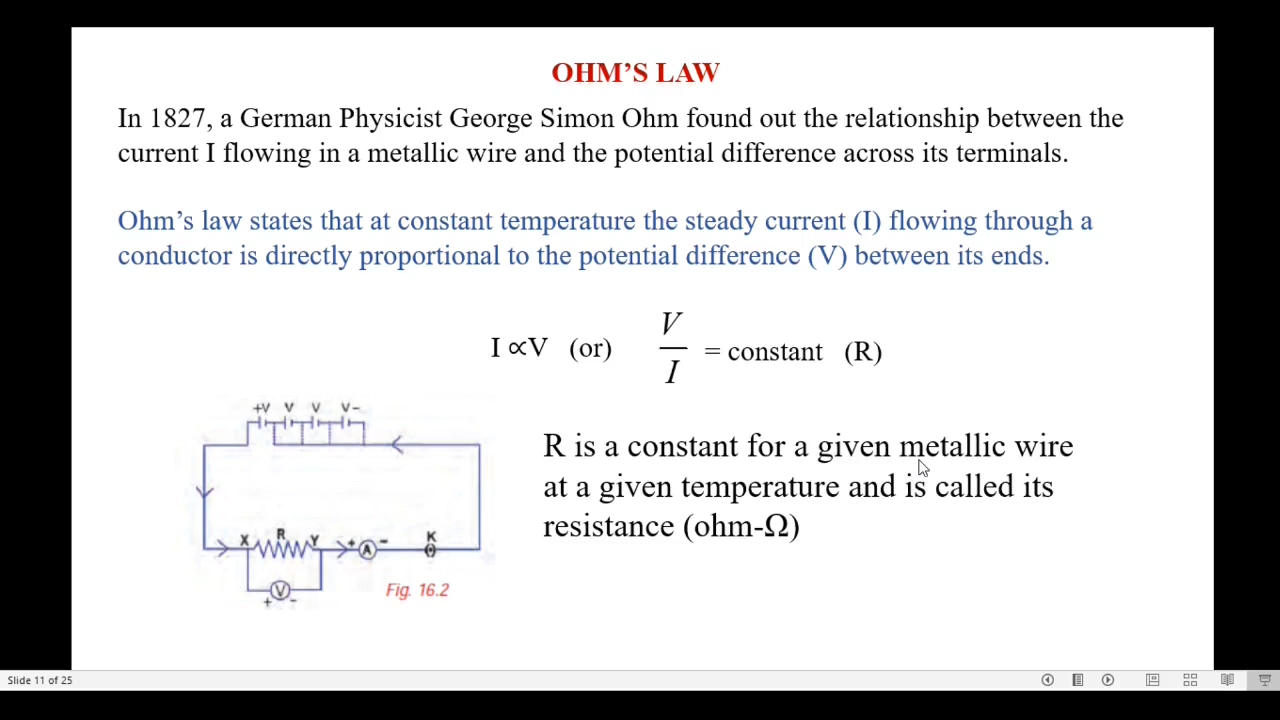 OHM’S LAW
In 1827, a German Physicist George Simon Ohm found out the relationship between the
current I flowing in a metallic wire and the potential difference across its terminals.
Ohm’s law states that at constant temperature the steady current (I) flowing through a
conductor is directly proportional to the potential difference (V) between its ends.
I ∝V (or) V/I = constant (R)
+V V V V-
R is a constant for a given metallic wire
at a given temperature and is called its
resistance (ohm-Ω)
X R Y + A - K
V
+ -
Fig. 16.2
Slide 11 of 25